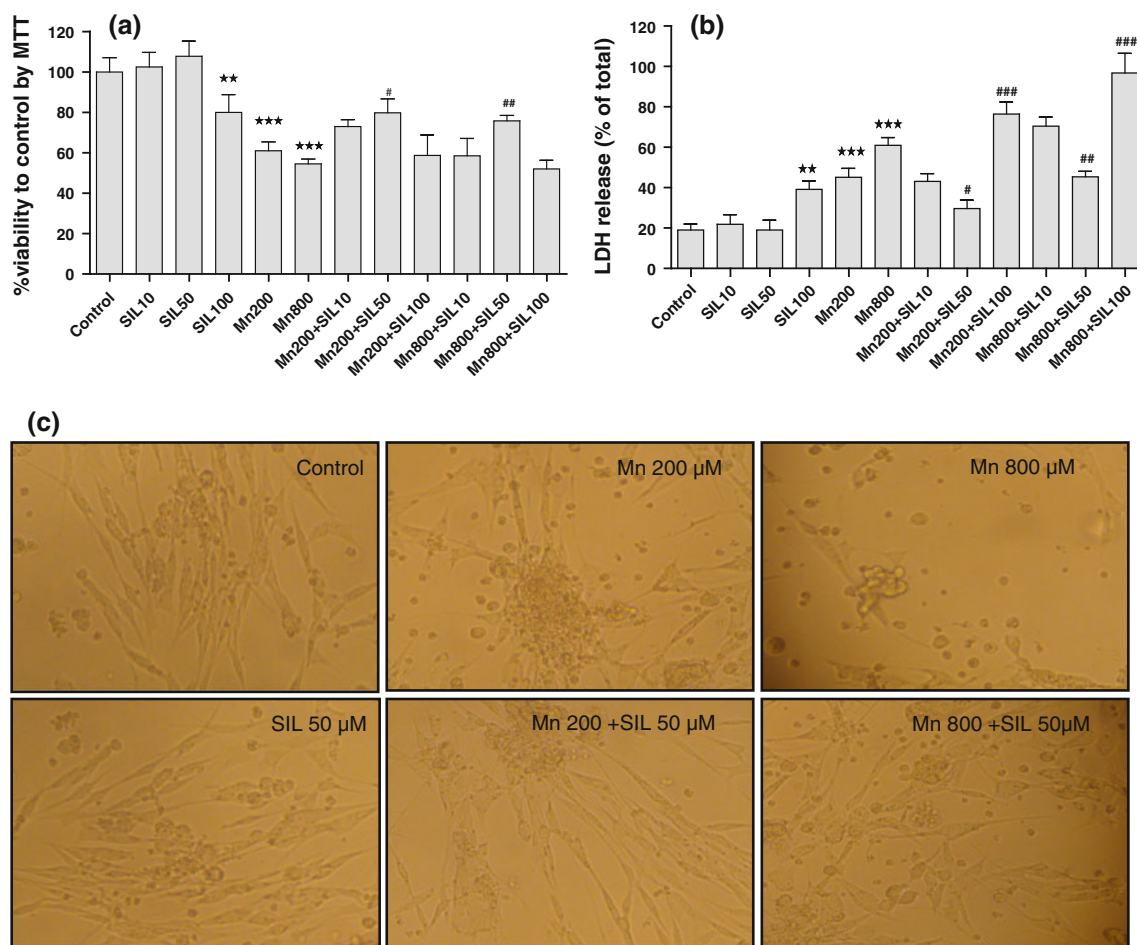 (a)
%viability to control by MTT
120
100
80
60
40
20
0
★★
★★★
★★★
#
##
Control
SIL10
SIL50
SIL100
Mn200
Mn800
Mn200+SIL10
Mn200+SIL50
Mn200+SIL100
Mn800+SIL10
Mn800+SIL50
Mn800+SIL100
(b)
LDH release (% of total)
120
100
80
60
40
20
0
★★
★★★
★★★
#
###
##
###
Control
SIL10
SIL50
SIL100
Mn200
Mn800
Mn200+SIL10
Mn200+SIL50
Mn200+SIL100
Mn800+SIL10
Mn800+SIL50
Mn800+SIL100
(c)
Control
Mn 200 µM
Mn 800 µM
SIL 50 µM
Mn 200 +SIL 50 µM
Mn 800 +SIL 50µM